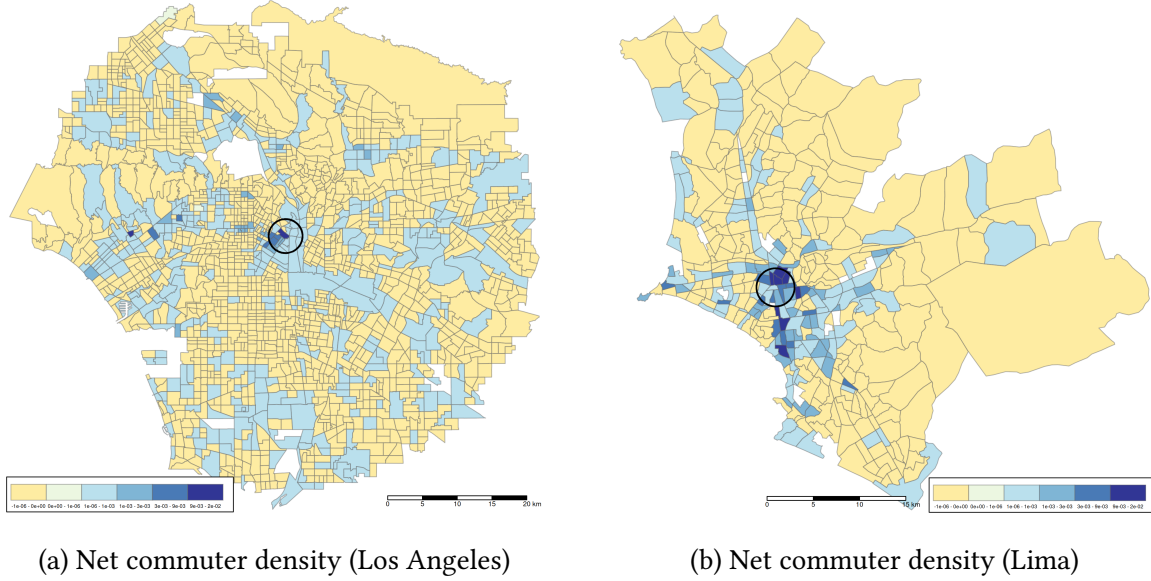 -1e-06 - 0e+00 0e+00 - 1e-06 1e-06 - 1e-03 1e-03 - 3e-03 3e-03 - 9e-03 9e-03 - 2e-02
0 5 10 15 20 km
0 5 10 15 km
-1e-06 - 0e+00 0e+00 - 1e-06 1e-06 - 1e-03 1e-03 - 3e-03 3e-03 - 9e-03 9e-03 - 2e-02
(a) Net commuter density (Los Angeles)
(b) Net commuter density (Lima)